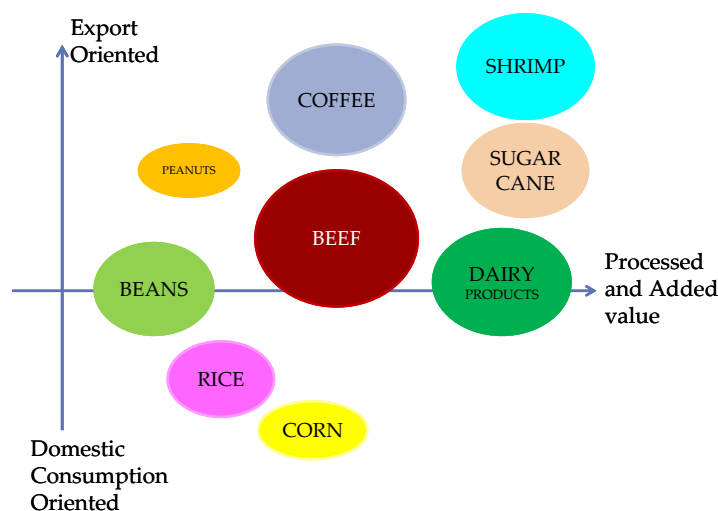 Export
Oriented
SHRIMP
COFFEE
SUGAR
CANE
PEANUTS
BEEF
DAIRY
PRODUCTS
BEANS
Processed
and Added
value
RICE
CORN
Domestic
Consumption
Oriented